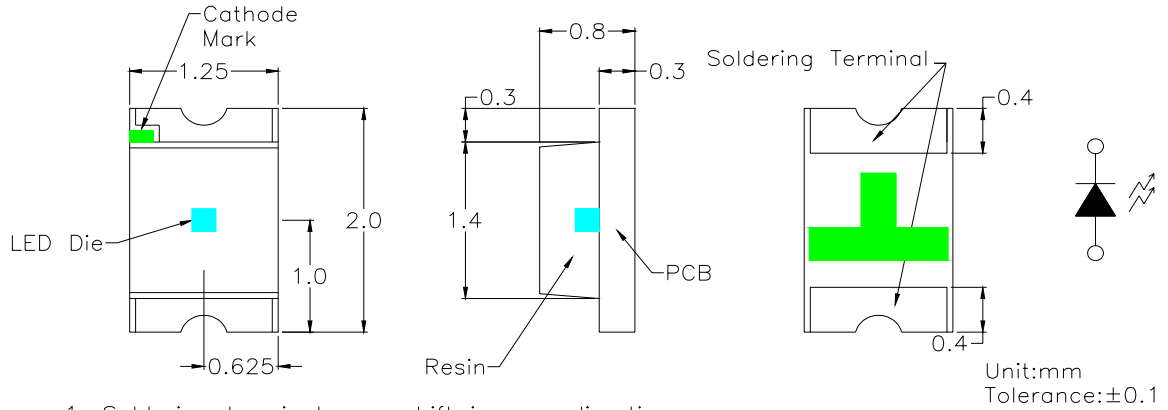 Cathode
Mark
1.25
LED Die
2.0
1.0
0.625
0.8
0.3
0.3
1.4
PCB
Resin
Soldering Terminal
0.4
0.4
Unit:mm
Tolerance:±0.1